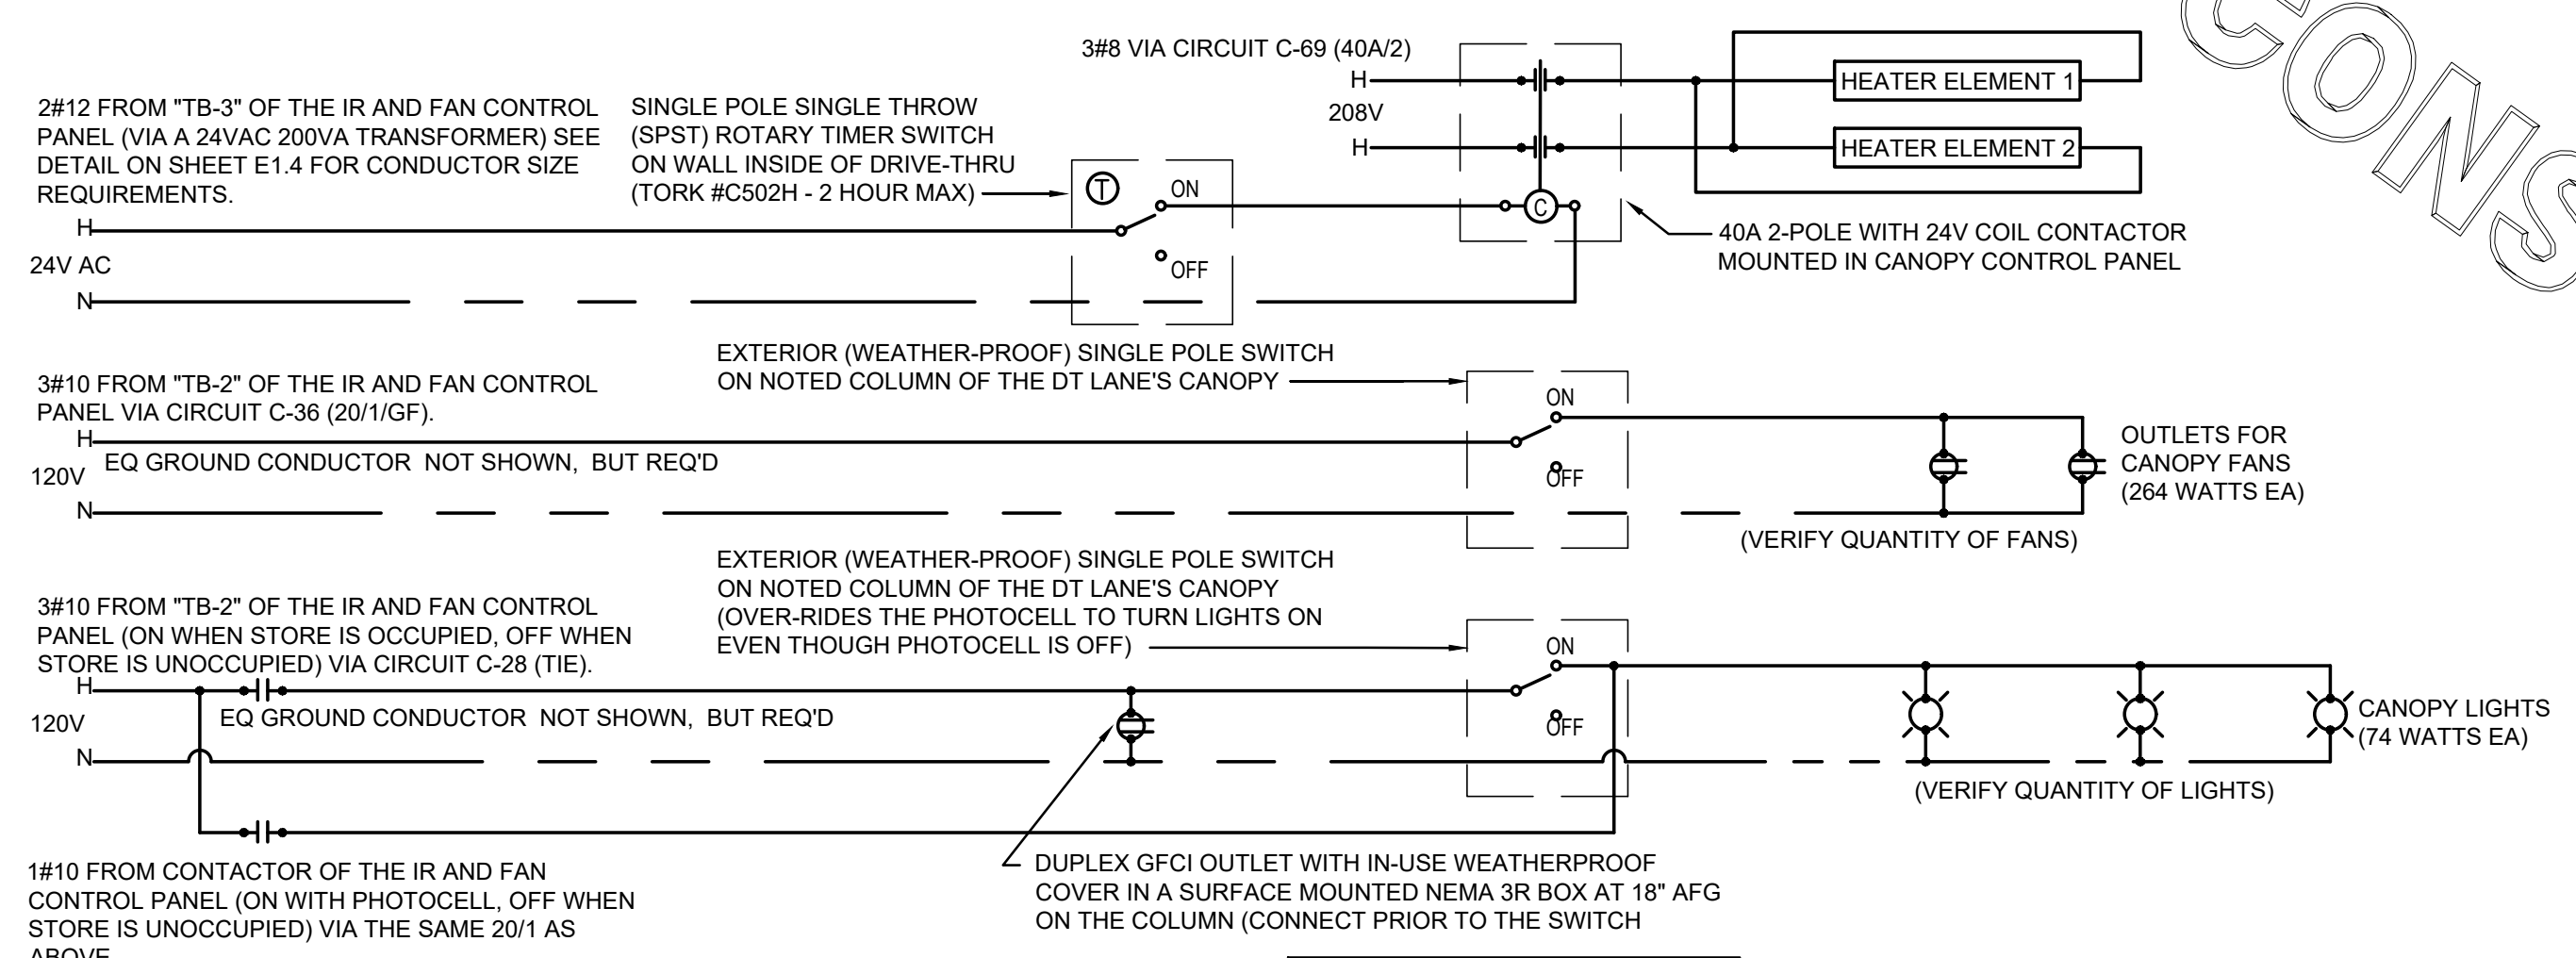 3#8 VIA CIRCUIT C-69 (40A/2)
H
208V
H
HEATER ELEMENT 1
HEATER ELEMENT 2
CONS
2#12 FROM "TB-3" OF THE IR AND FAN CONTROL
PANEL (VIA A 24VAC 200VA TRANSFORMER) SEE
DETAIL ON SHEET E1.4 FOR CONDUCTOR SIZE
REQUIREMENTS.
H
24V AC
N
SINGLE POLE SINGLE THROW
(SPST) ROTARY TIMER SWITCH
ON WALL INSIDE OF DRIVE-THRU
(TORK #C502H - 2 HOUR MAX)
T
ON
OFF
C
40A 2-POLE WITH 24V COIL CONTACTOR
MOUNTED IN CANOPY CONTROL PANEL
EXTERIOR (WEATHER-PROOF) SINGLE POLE SWITCH
ON NOTED COLUMN OF THE DT LANE'S CANOPY
3#10 FROM "TB-2" OF THE IR AND FAN CONTROL
PANEL VIA CIRCUIT C-36 (20/1/GF).
H
EQ GROUND CONDUCTOR NOT SHOWN, BUT REQ'D
120V
N
ON
OFF
OUTLETS FOR
CANOPY FANS
(264 WATTS EA)
(VERIFY QUANTITY OF FANS)
EXTERIOR (WEATHER-PROOF) SINGLE POLE SWITCH
ON NOTED COLUMN OF THE DT LANE'S CANOPY
(OVER-RIDES THE PHOTOCELL TO TURN LIGHTS ON
EVEN THOUGH PHOTOCELL IS OFF)
3#10 FROM "TB-2" OF THE IR AND FAN CONTROL
PANEL (ON WHEN STORE IS OCCUPIED, OFF WHEN
STORE IS UNOCCUPIED) VIA CIRCUIT C-28 (TIE).
H
EQ GROUND CONDUCTOR NOT SHOWN, BUT REQ'D
120V
N
ON
OFF
CANOPY LIGHTS
(74 WATTS EA)
(VERIFY QUANTITY OF LIGHTS)
1#10 FROM CONTACTOR OF THE IR AND FAN
CONTROL PANEL (ON WITH PHOTOCELL, OFF WHEN
STORE IS UNOCCUPIED) VIA THE SAME 20/1 AS
ABOVE
DUPLEX GFCI OUTLET WITH IN-USE WEATHERPROOF
COVER IN A SURFACE MOUNTED NEMA 3R BOX AT 18" AFG
ON THE COLUMN (CONNECT PRIOR TO THE SWITCH